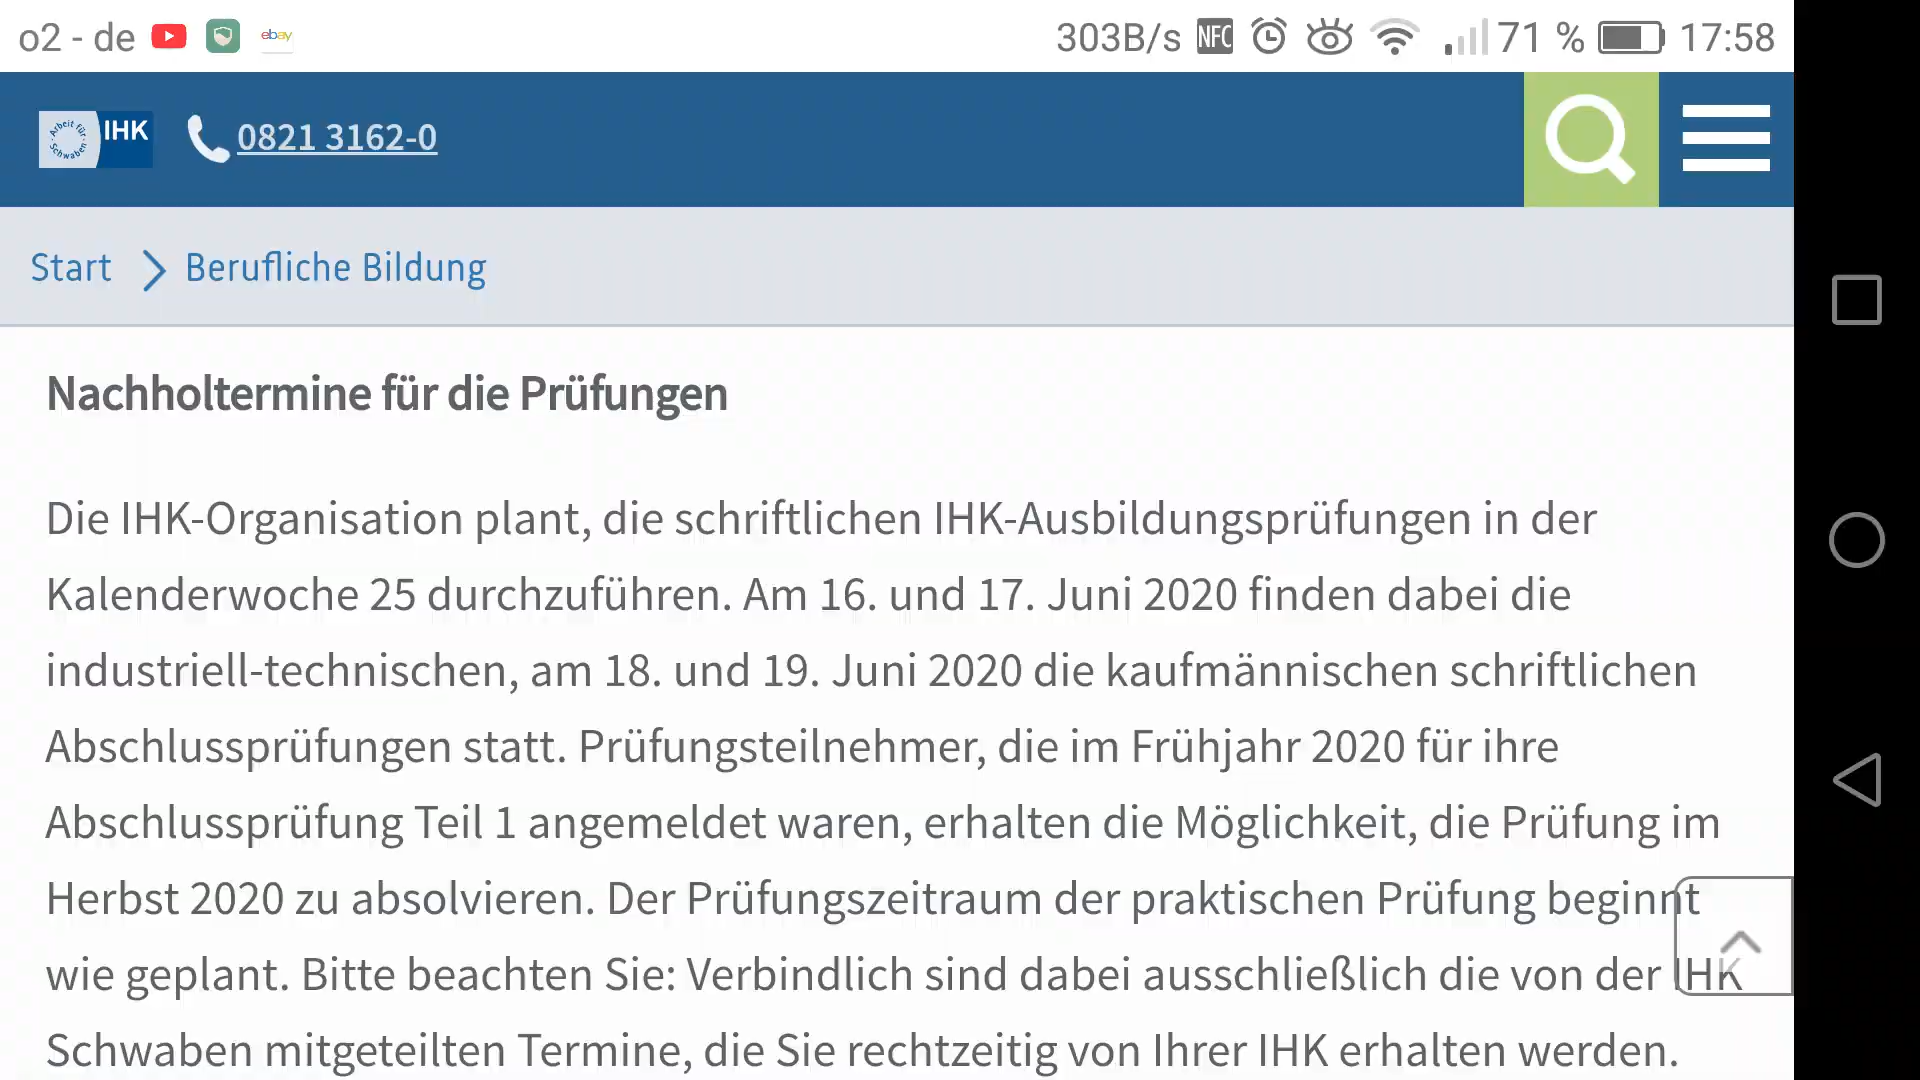 o2 - de ebay 303B/s NFC 71 % 17:58
Arbeit für Schwaben IHK 0821 3162-0
Start Berufliche Bildung
Nachholtermine für die Prüfungen
Die IHK-Organisation plant, die schriftlichen IHK-Ausbildungsprüfungen in der
Kalenderwoche 25 durchzuführen. Am 16. und 17. Juni 2020 finden dabei die
industriell-technischen, am 18. und 19. Juni 2020 die kaufmännischen schriftlichen
Abschlussprüfungen statt. Prüfungsteilnehmer, die im Frühjahr 2020 für ihre
Abschlussprüfung Teil 1 angemeldet waren, erhalten die Möglichkeit, die Prüfung im
Herbst 2020 zu absolvieren. Der Prüfungszeitraum der praktischen Prüfung beginnt
wie geplant. Bitte beachten Sie: Verbindlich sind dabei ausschließlich die von der IHK
Schwaben mitgeteilten Termine, die Sie rechtzeitig von Ihrer IHK erhalten werden.